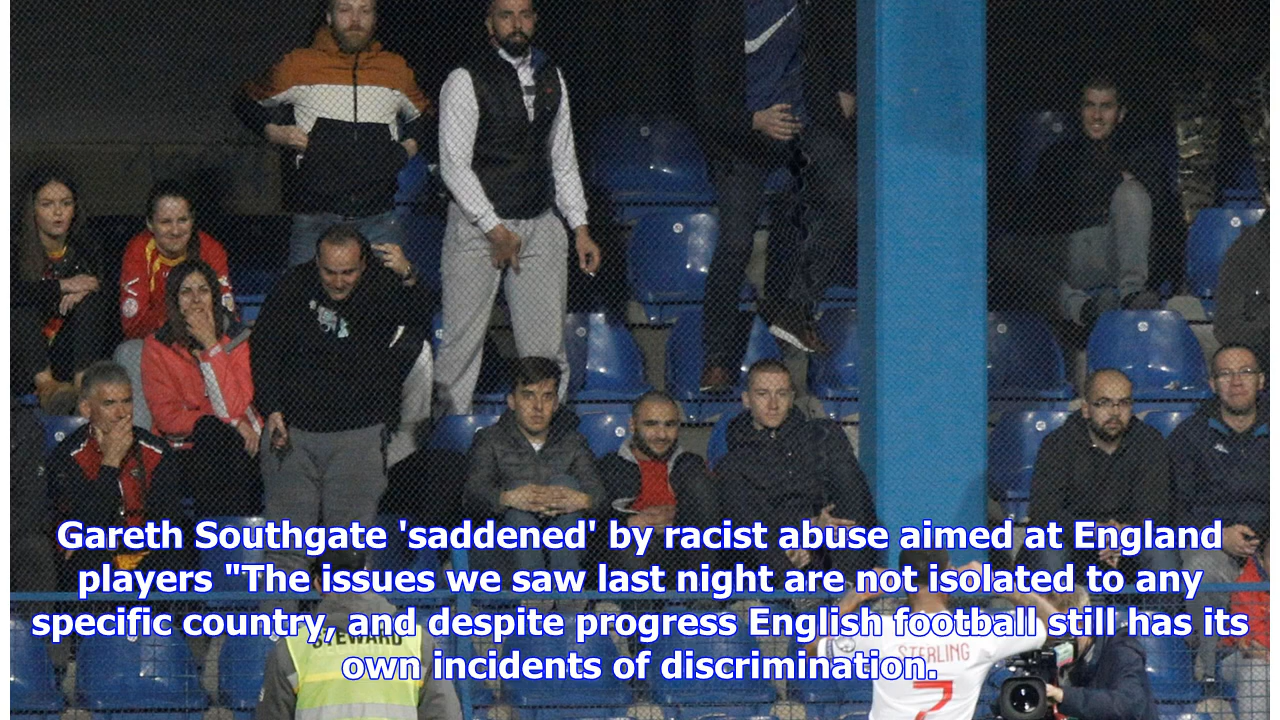 Gareth Southgate 'saddened' by racist abuse aimed at England
players "The issues we saw last night are not isolated to any
specific country, and despite progress English football still has its
own incidents of discrimination.
STEWARD
STERLING
7